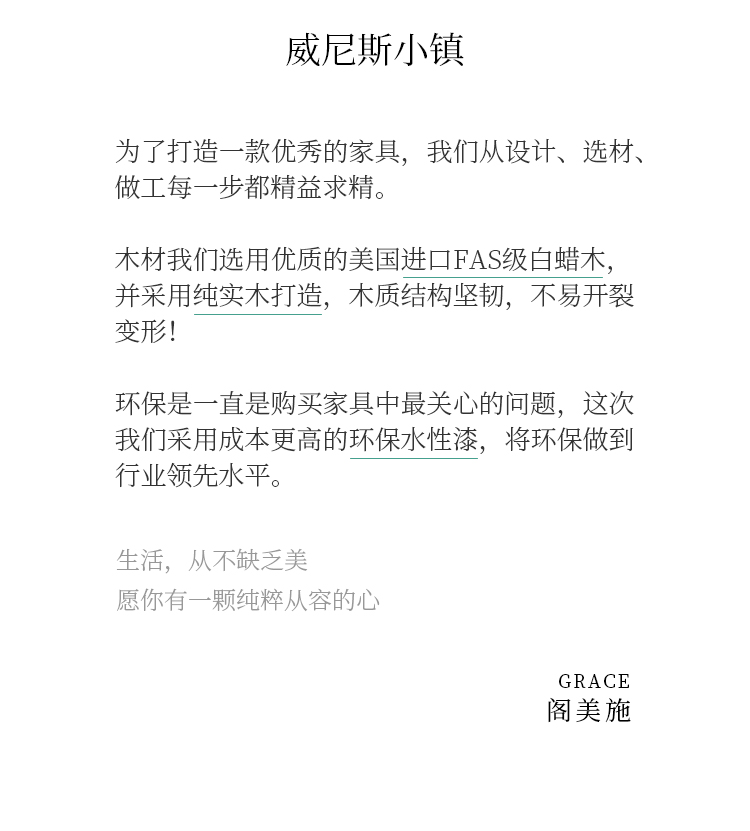 威尼斯小镇
为了打造一款优秀的家具，我们从设计、选材、
做工每一步都精益求精。
木材我们选用优质的美国进口FAS级白蜡木，
并采用纯实木打造，木质结构坚韧，不易开裂
变形！
环保是一直是购买家具中最关心的问题，这次
我们采用成本更高的环保水性漆，将环保做到
行业领先水平。
生活，从不缺乏美
愿你有一颗纯粹从容的心
GRACE
阁美施